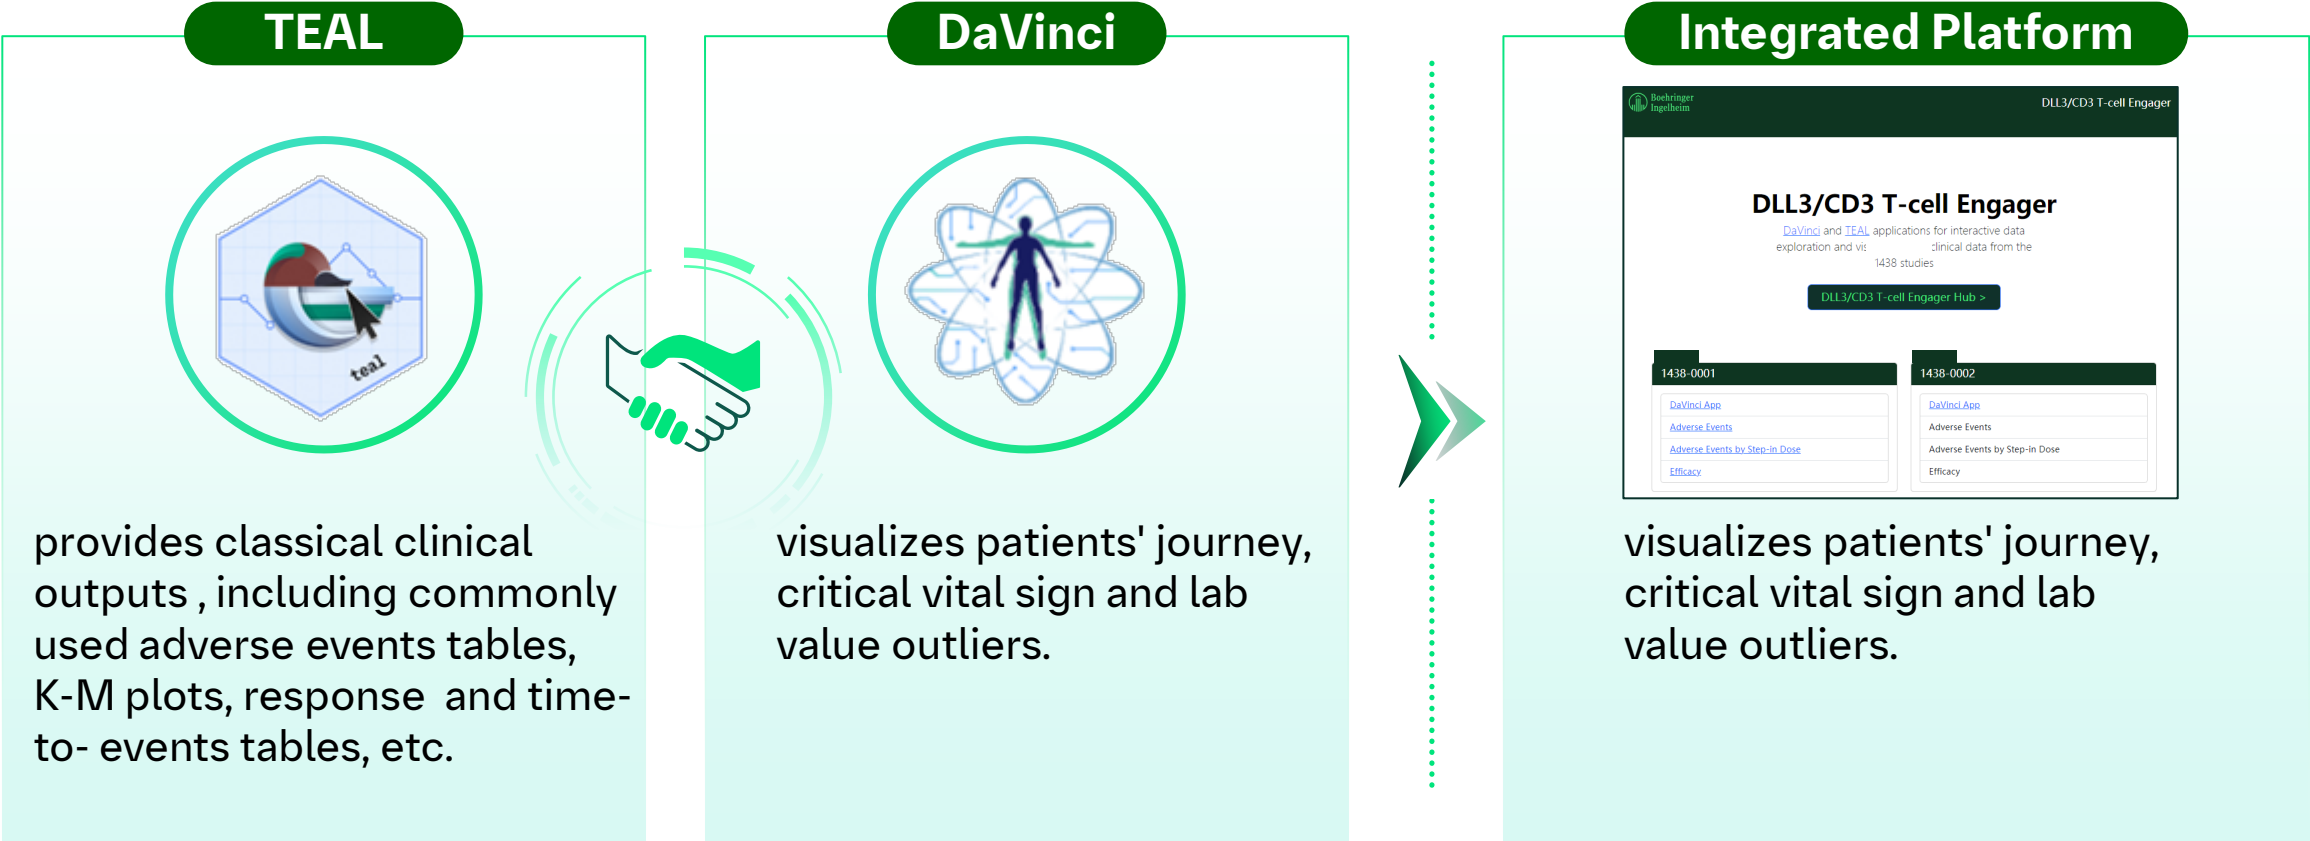 TEAL
teal
provides classical clinical
outputs , including commonly
used adverse events tables,
K-M plots, response and time-
to- events tables, etc.
DaVinci
visualizes patients' journey,
critical vital sign and lab
value outliers.
Integrated Platform
Boehringer
Ingelheim
DLL3/CD3 T-cell Engager
DLL3/CD3 T-cell Engager
DaVinci and TEAL applications for interactive data
exploration and clinical data from the
1438 studies
DLL3/CD3 T-cell Engager Hub >
1438-0001
DaVinci App
Adverse Events
Adverse Events by Step-in Dose
Efficacy
1438-0002
DaVinci App
Adverse Events
Adverse Events by Step-in Dose
Efficacy
visualizes patients' journey,
critical vital sign and lab
value outliers.